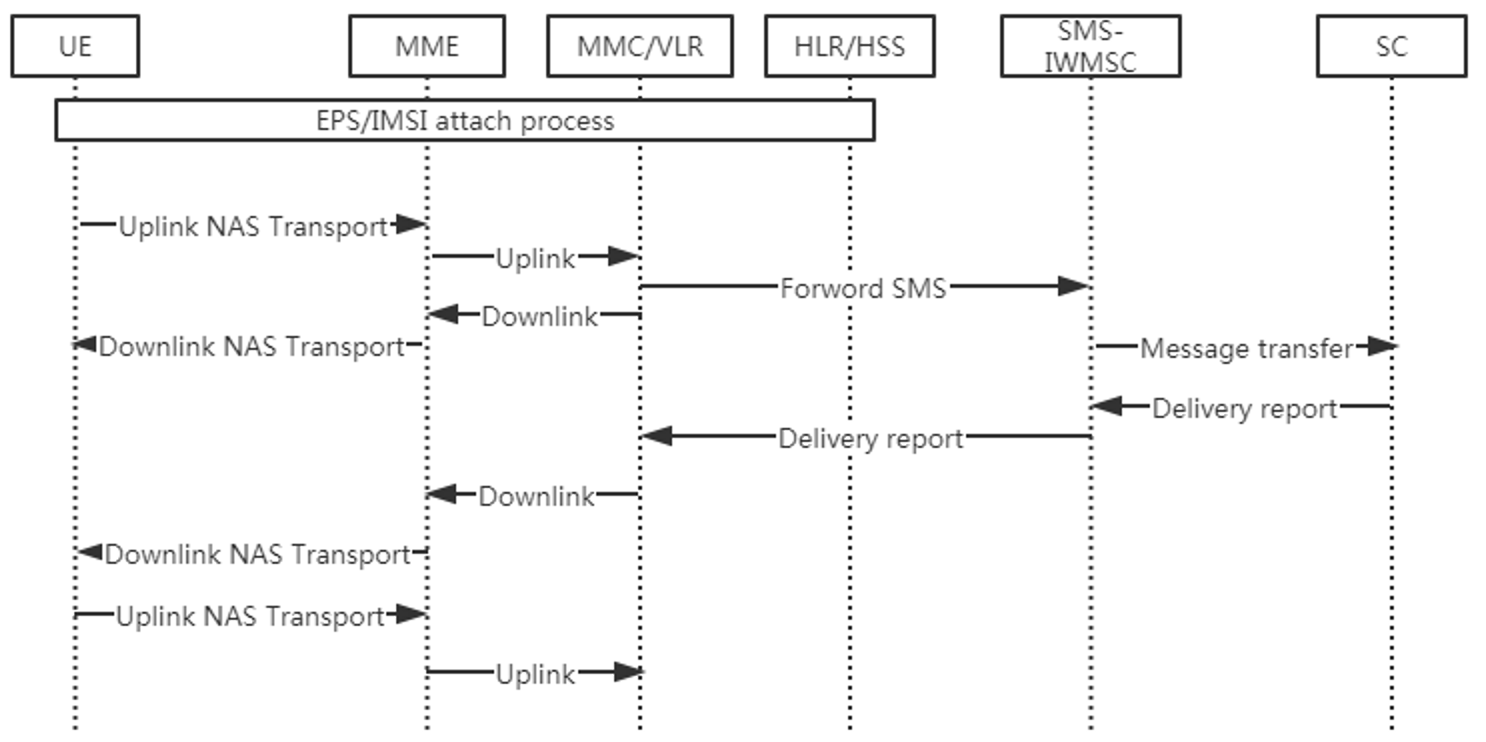 UE
MME
MMC/VLR
HLR/HSS
SMS-
IWMSC
SC
EPS/IMSI attach process
Uplink NAS Transport
Uplink
Forword SMS
Downlink
Downlink NAS Transport
Message transfer
Delivery report
Delivery report
Downlink
Downlink NAS Transport
Uplink NAS Transport
Uplink